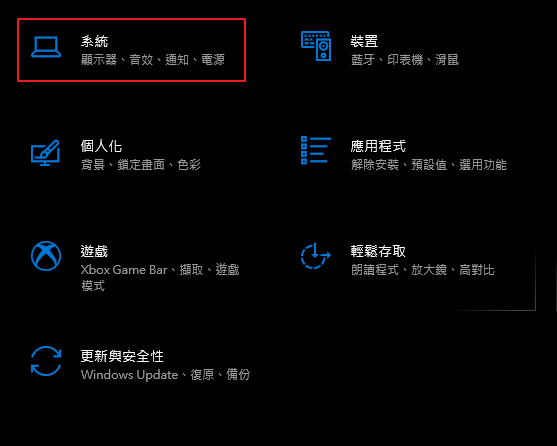 系統
顯示器、音效、通知、電源
裝置
藍牙、印表機、滑鼠
個人化
背景、鎖定畫面、色彩
應用程式
解除安裝、預設值、選用功能
遊戲
Xbox Game Bar、擷取、遊戲
模式
輕鬆存取
朗讀程式、放大鏡、高對比
更新與安全性
Windows Update、復原、備份